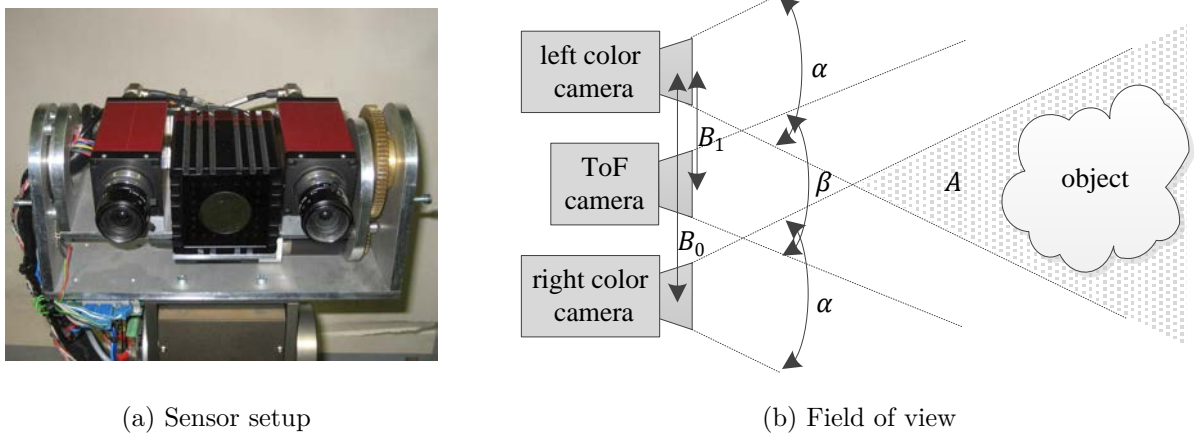 left color
camera
α
B₁
ToF
camera
β
A
object
B₀
right color
camera
α
(a) Sensor setup
(b) Field of view